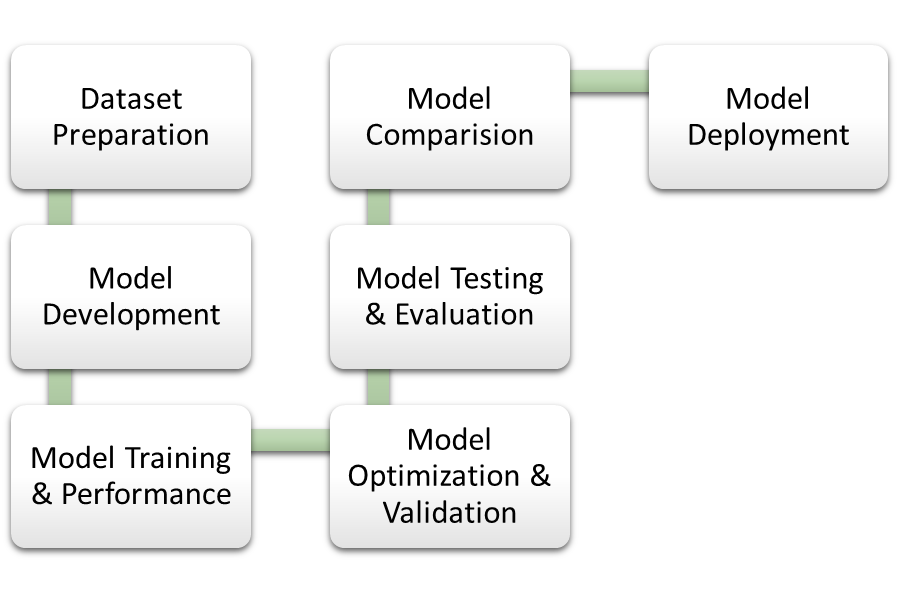 Dataset
Preparation
Model
Development
Model Training
& Performance
Model
Optimization &
Validation
Model Testing
& Evaluation
Model
Comparision
Model
Deployment